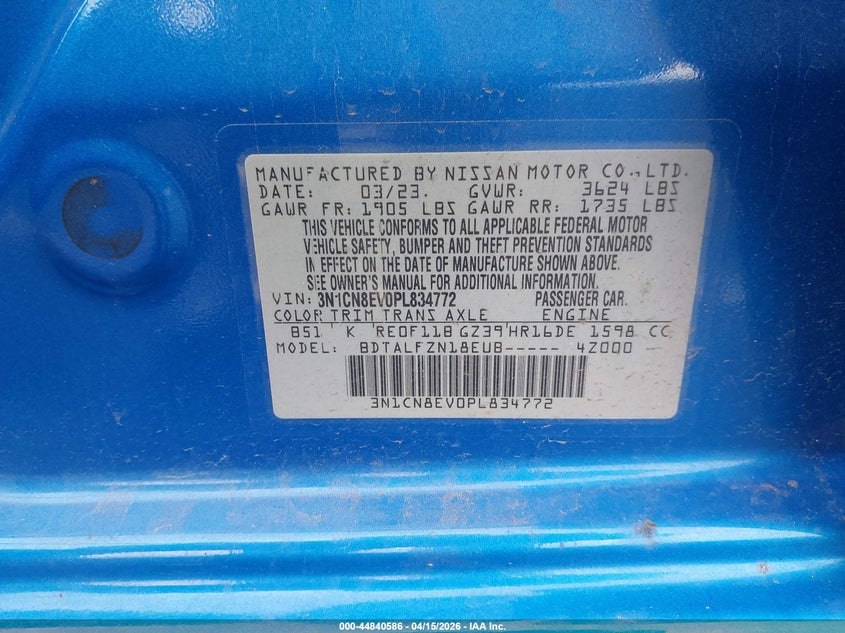 MANUFACTURED BY NISSAN MOTOR CO., LTD.
DATE: 03/23. GVWR: 3624 LBS
GAWR FR: 1905 LBS GAWR RR: 1735 LBS
THIS VEHICLE CONFORMS TO ALL APPLICABLE FEDERAL MOTOR
VEHICLE SAFETY, BUMPER AND THEFT PREVENTION STANDARDS
IN EFFECT ON THE DATE OF MANUFACTURE SHOWN ABOVE.
SEE OWNER'S MANUAL FOR ADDITIONAL INFORMATION.
VIN: 3N1CN8EV0PL834772 PASSENGER CAR.
COLOR TRIM TRANS AXLE ENGINE
B51 K RE0F11B GZ39 HR16DE 1598 CC
MODEL: BDTALFZN18EUB----- 4Z000
3N1CN8EV0PL834772
000-44840586 - 04/15/2026 - IAA Inc.